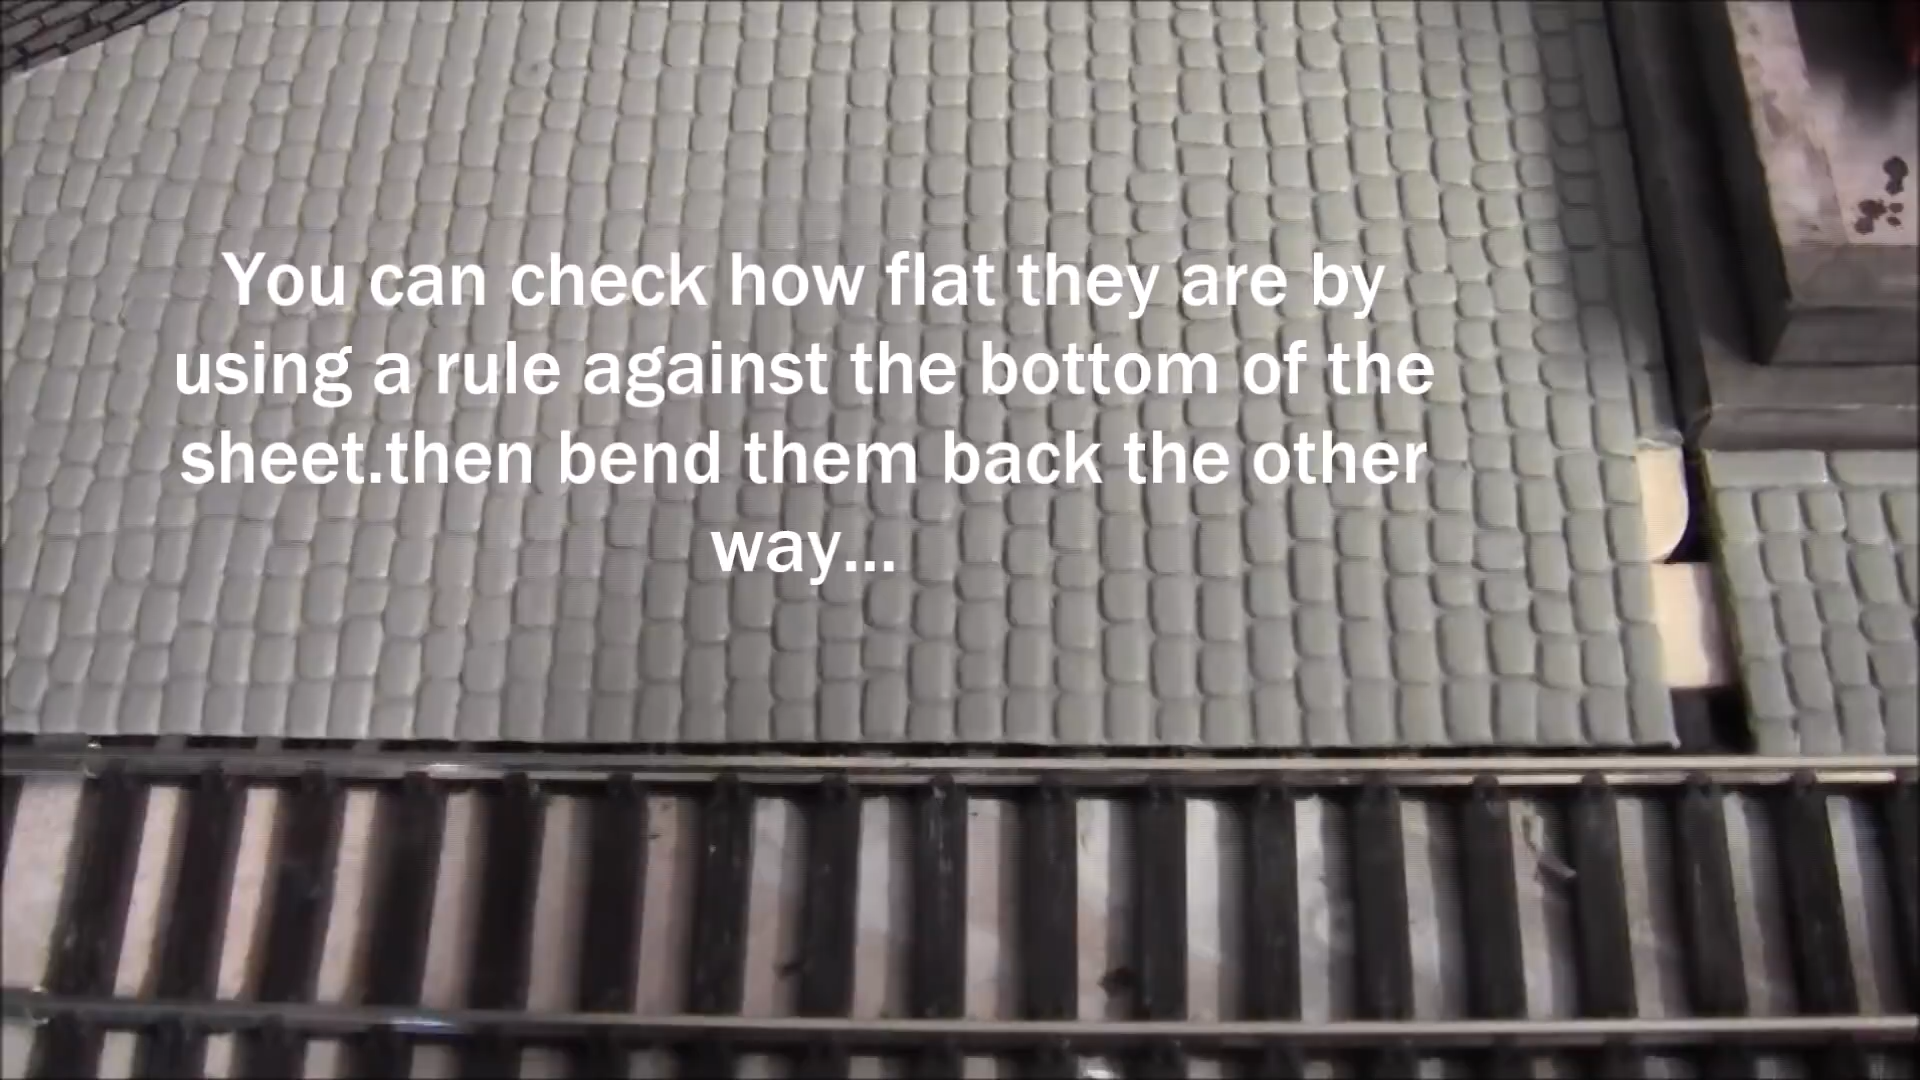 You can check how flat they are by
using a rule against the bottom of the
sheet.then bend them back the other
way...